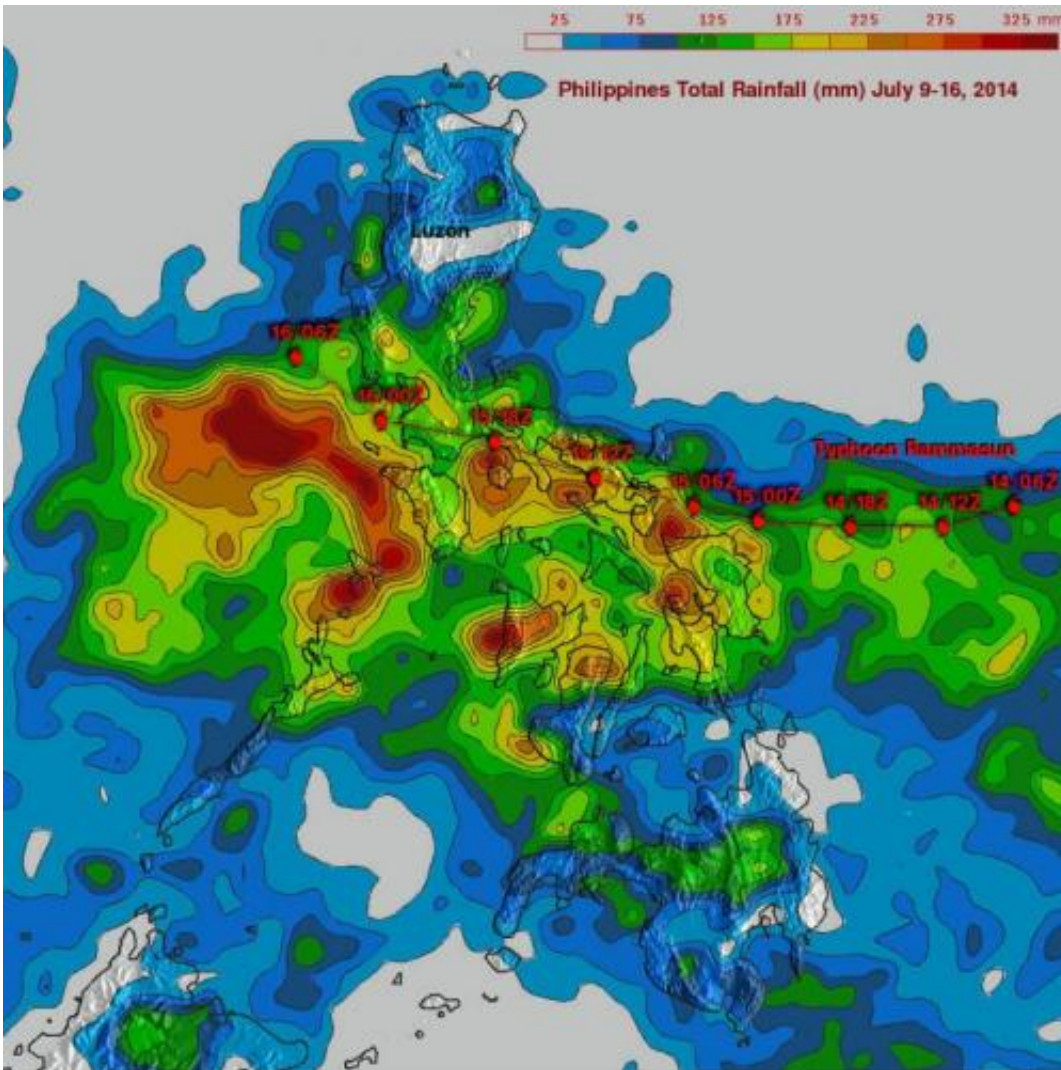 25 75 125 175 225 275 325 mm
Philippines Total Rainfall (mm) July 9-16, 2014
Luzon
16/06Z
16/00Z
15/18Z
15/12Z
Typhoon Rammasun
15/06Z
15/00Z
14/18Z
14/12Z
14/06Z